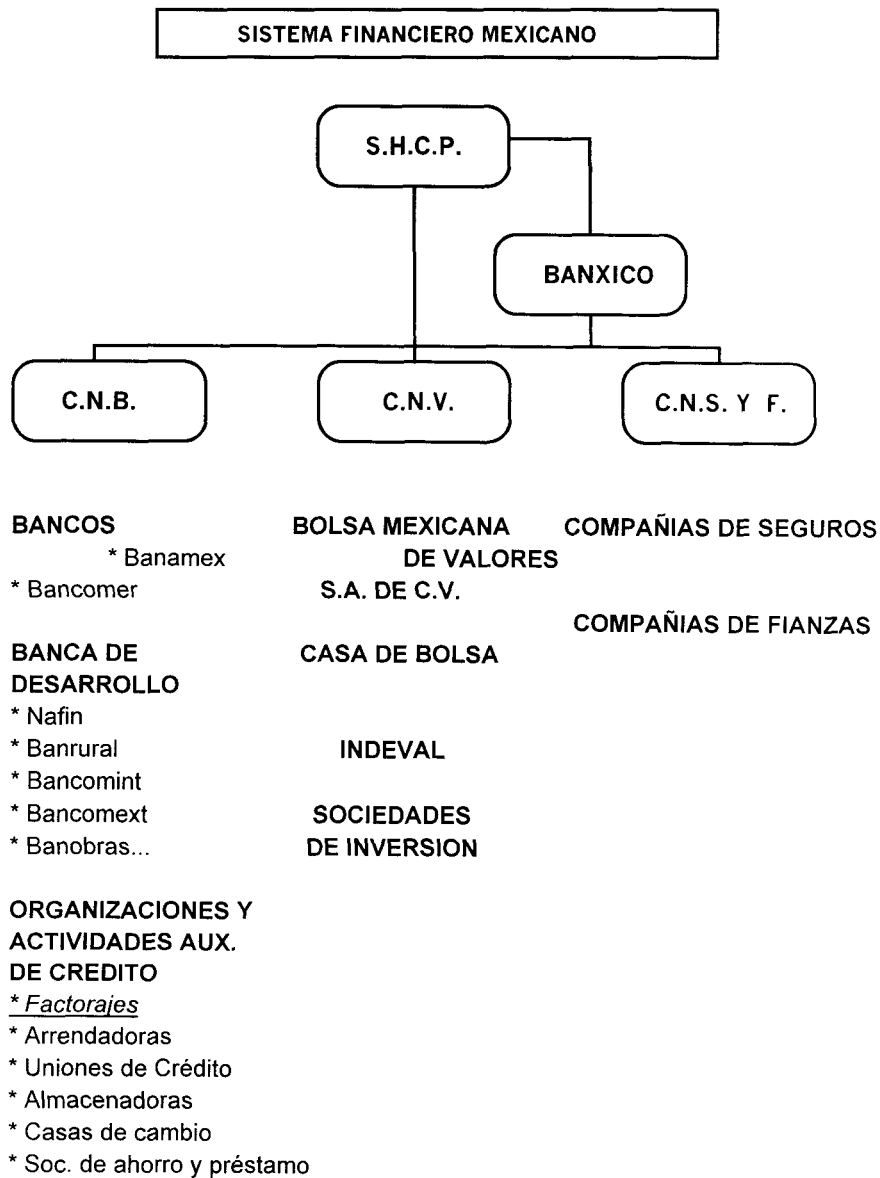 SISTEMA FINANCIERO MEXICANO
S.H.C.P.
BANXICO
C.N.B.
C.N.V.
C.N.S. Y F.
BANCOS
* Banamex
* Bancomer
BANCA DE
DESARROLLO
* Nafin
* Banrural
* Bancomint
* Bancomext
* Banobras...
ORGANIZACIONES Y
ACTIVIDADES AUX.
DE CREDITO
* Factorajes
* Arrendadoras
* Uniones de Crédito
* Almacenadoras
* Casas de cambio
* Soc. de ahorro y préstamo
BOLSA MEXICANA
DE VALORES
S.A. DE C.V.
CASA DE BOLSA
INDEVAL
SOCIEDADES
DE INVERSION
COMPAÑIAS DE SEGUROS
COMPAÑIAS DE FIANZAS